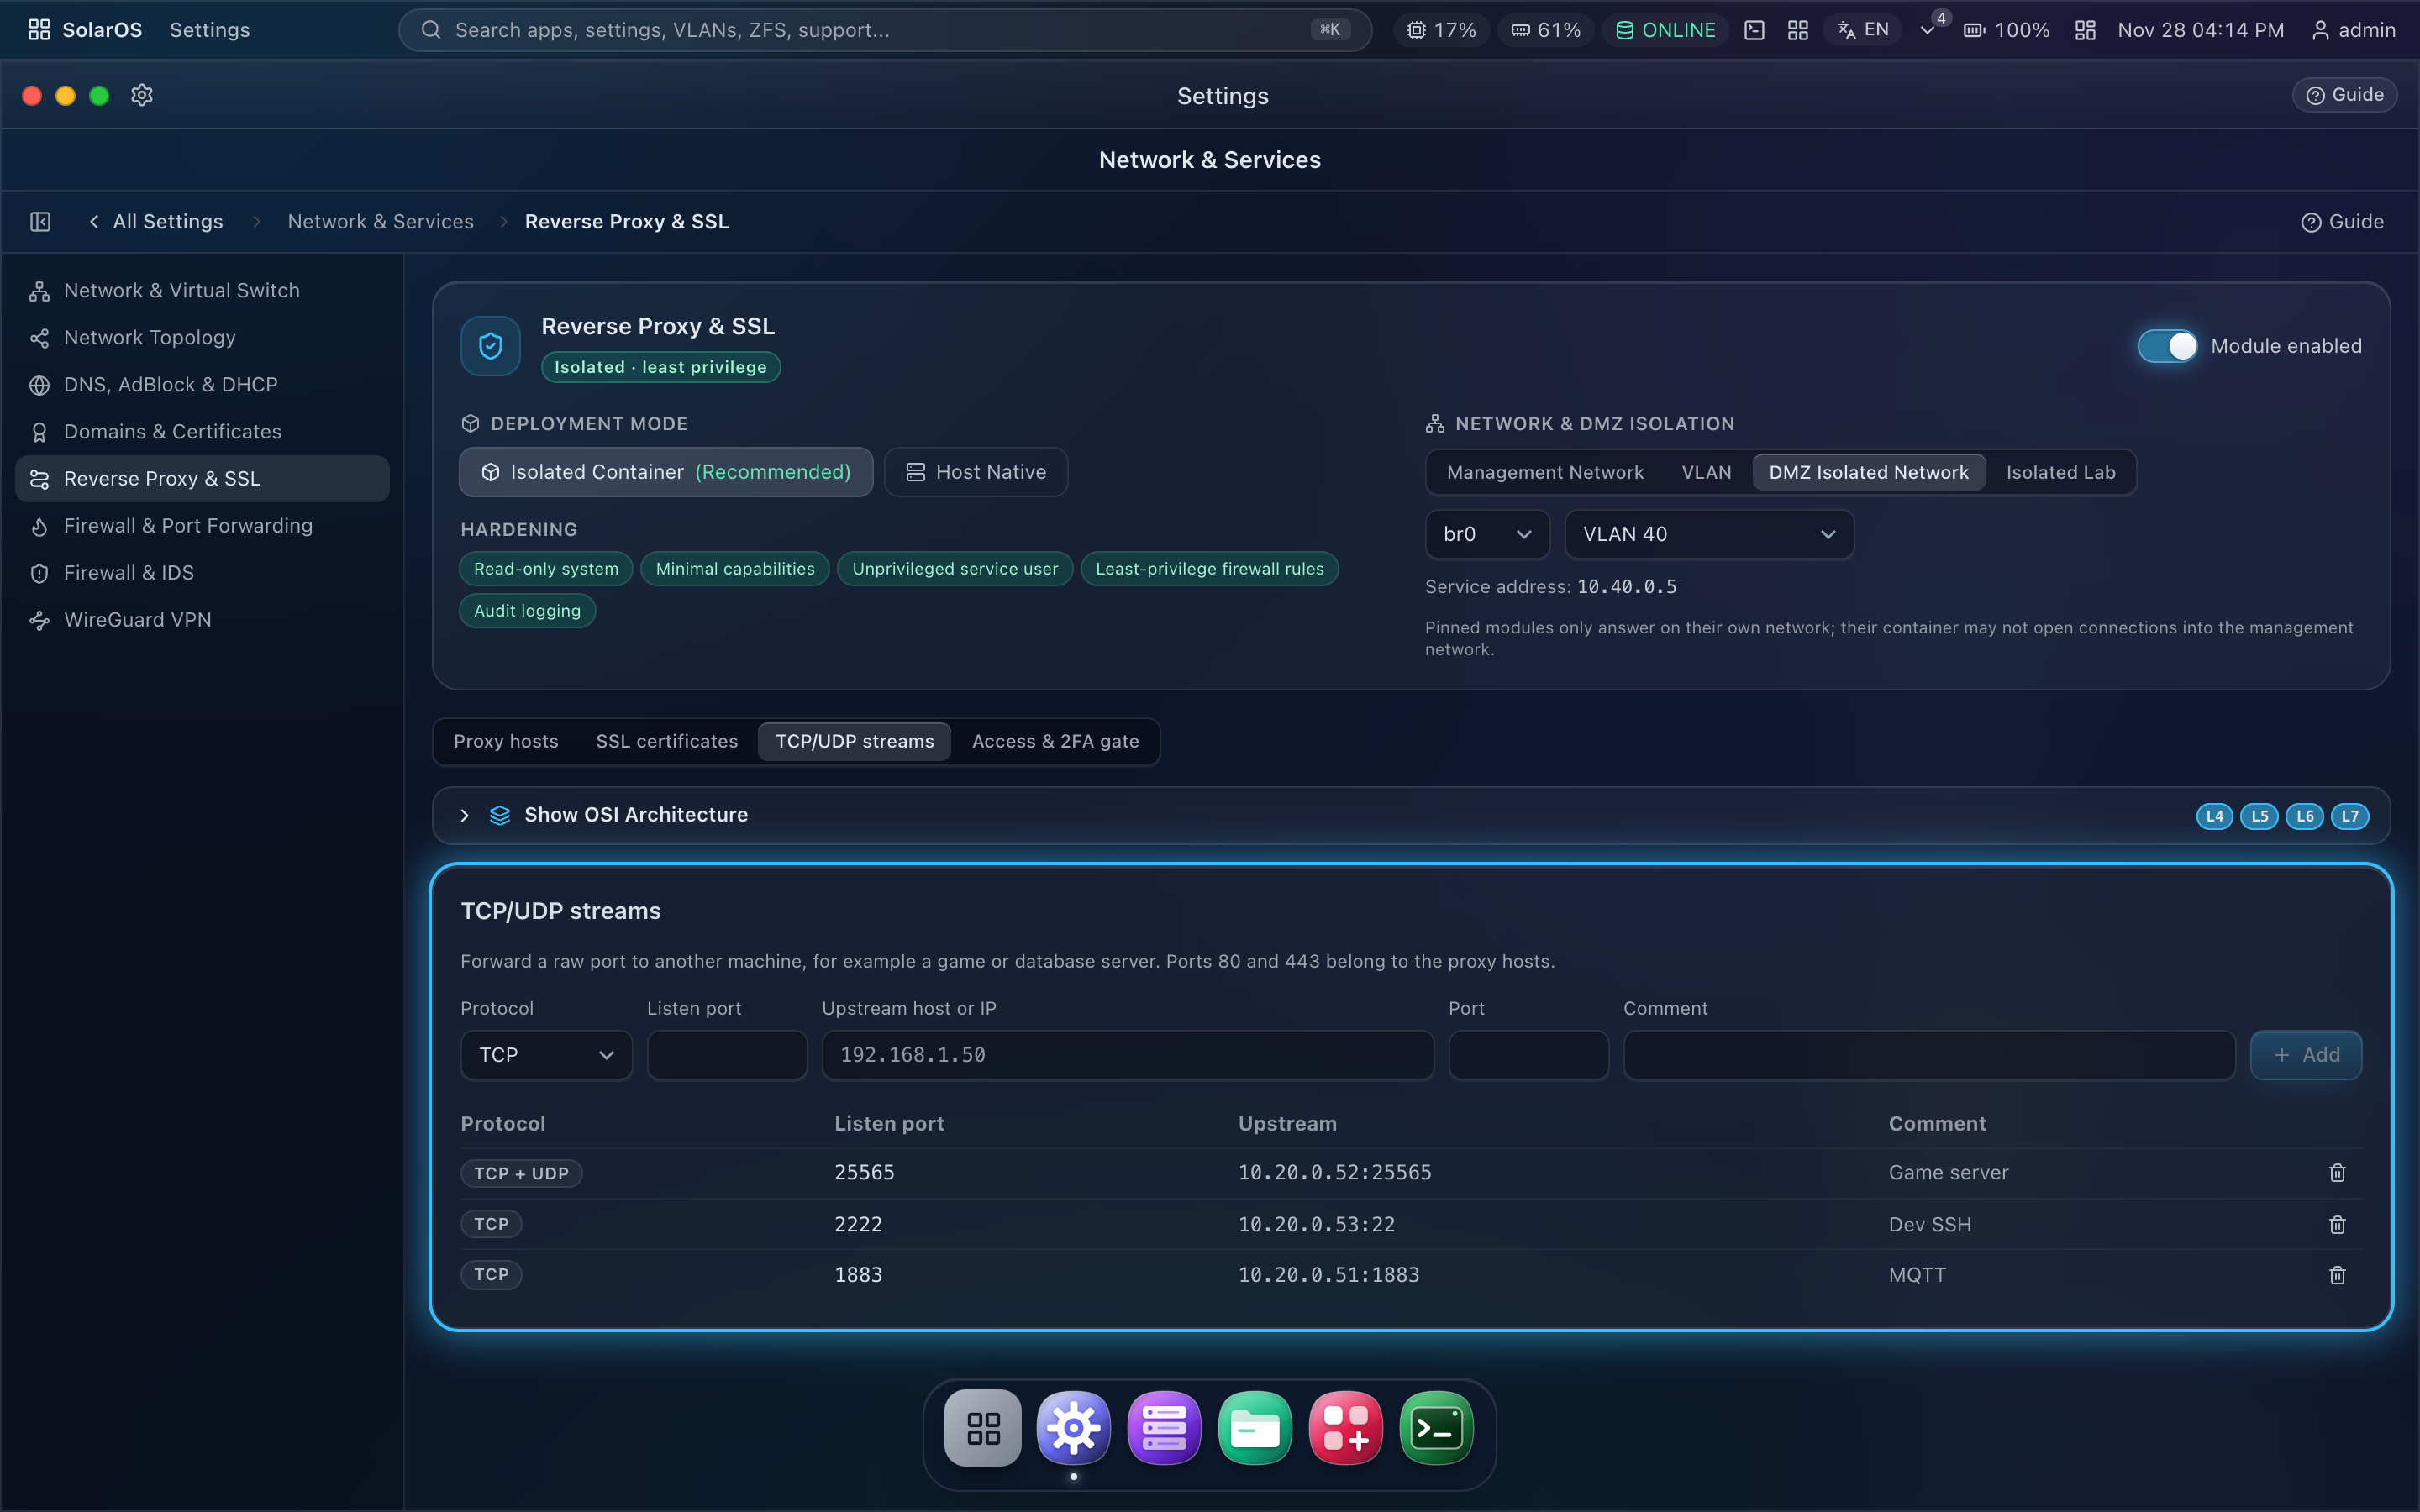 SolarOS Settings Search apps, settings, VLANs, ZFS, support... ⌘K 17% 61% ONLINE EN 4 100% Nov 28 04:14 PM admin
Settings Guide
Network & Services
All Settings Network & Services Reverse Proxy & SSL Guide
Network & Virtual Switch
Network Topology
DNS, AdBlock & DHCP
Domains & Certificates
Reverse Proxy & SSL
Firewall & Port Forwarding
Firewall & IDS
WireGuard VPN
Reverse Proxy & SSL
Isolated · least privilege
Module enabled
DEPLOYMENT MODE
Isolated Container (Recommended) Host Native
HARDENING
Read-only system Minimal capabilities Unprivileged service user Least-privilege firewall rules
Audit logging
NETWORK & DMZ ISOLATION
Management Network VLAN DMZ Isolated Network Isolated Lab
br0 VLAN 40
Service address: 10.40.0.5
Pinned modules only answer on their own network; their container may not open connections into the management
network.
Proxy hosts SSL certificates TCP/UDP streams Access & 2FA gate
Show OSI Architecture L4 L5 L6 L7
TCP/UDP streams
Forward a raw port to another machine, for example a game or database server. Ports 80 and 443 belong to the proxy hosts.
Protocol Listen port Upstream host or IP Port Comment
TCP 192.168.1.50 + Add
Protocol Listen port Upstream Comment
TCP + UDP 25565 10.20.0.52:25565 Game server
TCP 2222 10.20.0.53:22 Dev SSH
TCP 1883 10.20.0.51:1883 MQTT